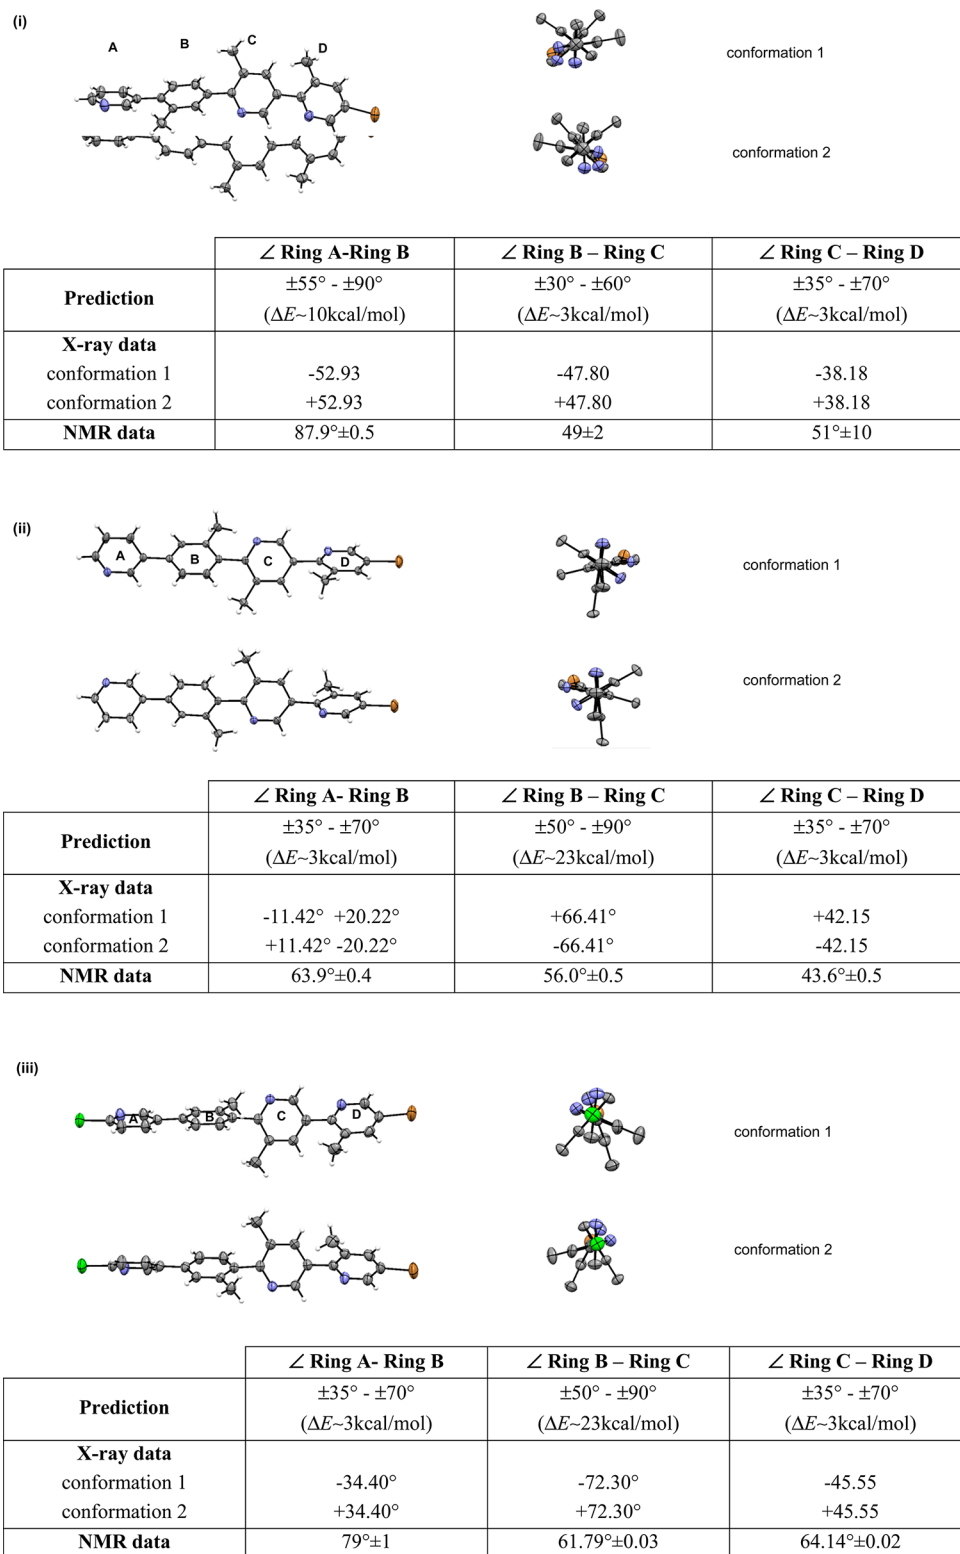 (i)
A B C D
conformation 1
conformation 2
∠ Ring A-Ring B ∠ Ring B – Ring C ∠ Ring C – Ring D
Prediction ±55° - ±90° ±30° - ±60° ±35° - ±70°
(ΔE~10kcal/mol) (ΔE~3kcal/mol) (ΔE~3kcal/mol)
X-ray data
conformation 1 -52.93 -47.80 -38.18
conformation 2 +52.93 +47.80 +38.18
NMR data 87.9°±0.5 49±2 51°±10
(ii)
A B C D
conformation 1
conformation 2
∠ Ring A- Ring B ∠ Ring B – Ring C ∠ Ring C – Ring D
Prediction ±35° - ±70° ±50° - ±90° ±35° - ±70°
(ΔE~3kcal/mol) (ΔE~23kcal/mol) (ΔE~3kcal/mol)
X-ray data
conformation 1 -11.42° +20.22° +66.41° +42.15
conformation 2 +11.42° -20.22° -66.41° -42.15
NMR data 63.9°±0.4 56.0°±0.5 43.6°±0.5
(iii)
A B C D
conformation 1
conformation 2
∠ Ring A- Ring B ∠ Ring B – Ring C ∠ Ring C – Ring D
Prediction ±35° - ±70° ±50° - ±90° ±35° - ±70°
(ΔE~3kcal/mol) (ΔE~23kcal/mol) (ΔE~3kcal/mol)
X-ray data
conformation 1 -34.40° -72.30° -45.55
conformation 2 +34.40° +72.30° +45.55
NMR data 79°±1 61.79°±0.03 64.14°±0.02